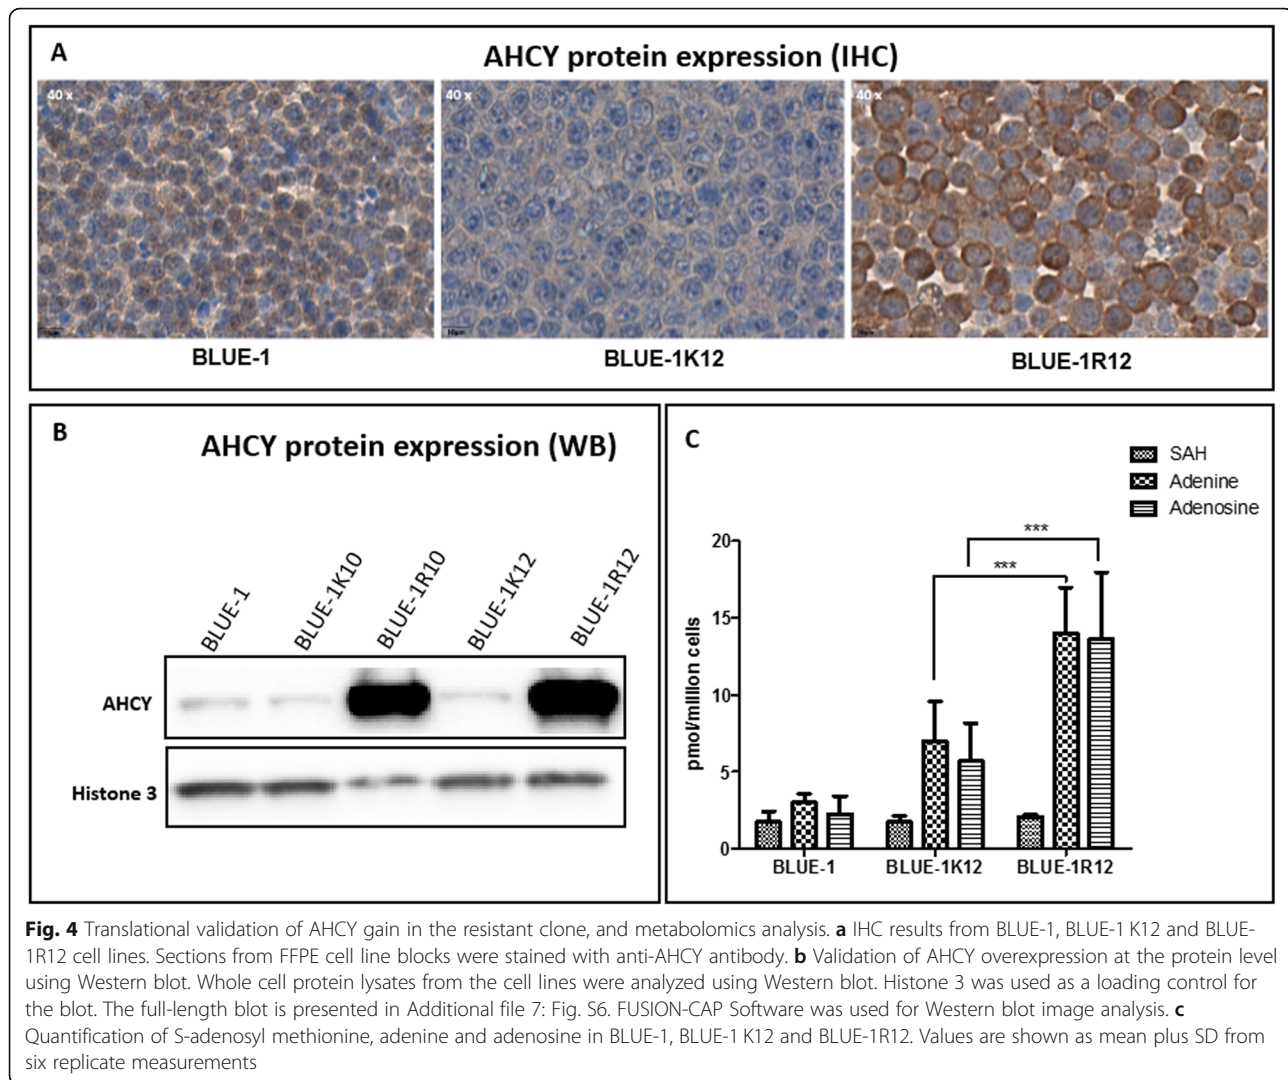 A
AHCY protein expression (IHC)
40 x
40 x
40 x
10µm
BLUE-1
BLUE-1K12
BLUE-1R12
B
AHCY protein expression (WB)
BLUE-1
BLUE-1K10
BLUE-1R10
BLUE-1K12
BLUE-1R12
AHCY
Histone 3
C
SAH
Adenine
Adenosine
***
***
20
15
10
5
0
pmol/million cells
BLUE-1
BLUE-1K12
BLUE-1R12
Fig. 4 Translational validation of AHCY gain in the resistant clone, and metabolomics analysis. a IHC results from BLUE-1, BLUE-1 K12 and BLUE-
1R12 cell lines. Sections from FFPE cell line blocks were stained with anti-AHCY antibody. b Validation of AHCY overexpression at the protein level
using Western blot. Whole cell protein lysates from the cell lines were analyzed using Western blot. Histone 3 was used as a loading control for
the blot. The full-length blot is presented in Additional file 7: Fig. S6. FUSION-CAP Software was used for Western blot image analysis. c
Quantification of S-adenosyl methionine, adenine and adenosine in BLUE-1, BLUE-1 K12 and BLUE-1R12. Values are shown as mean plus SD from
six replicate measurements